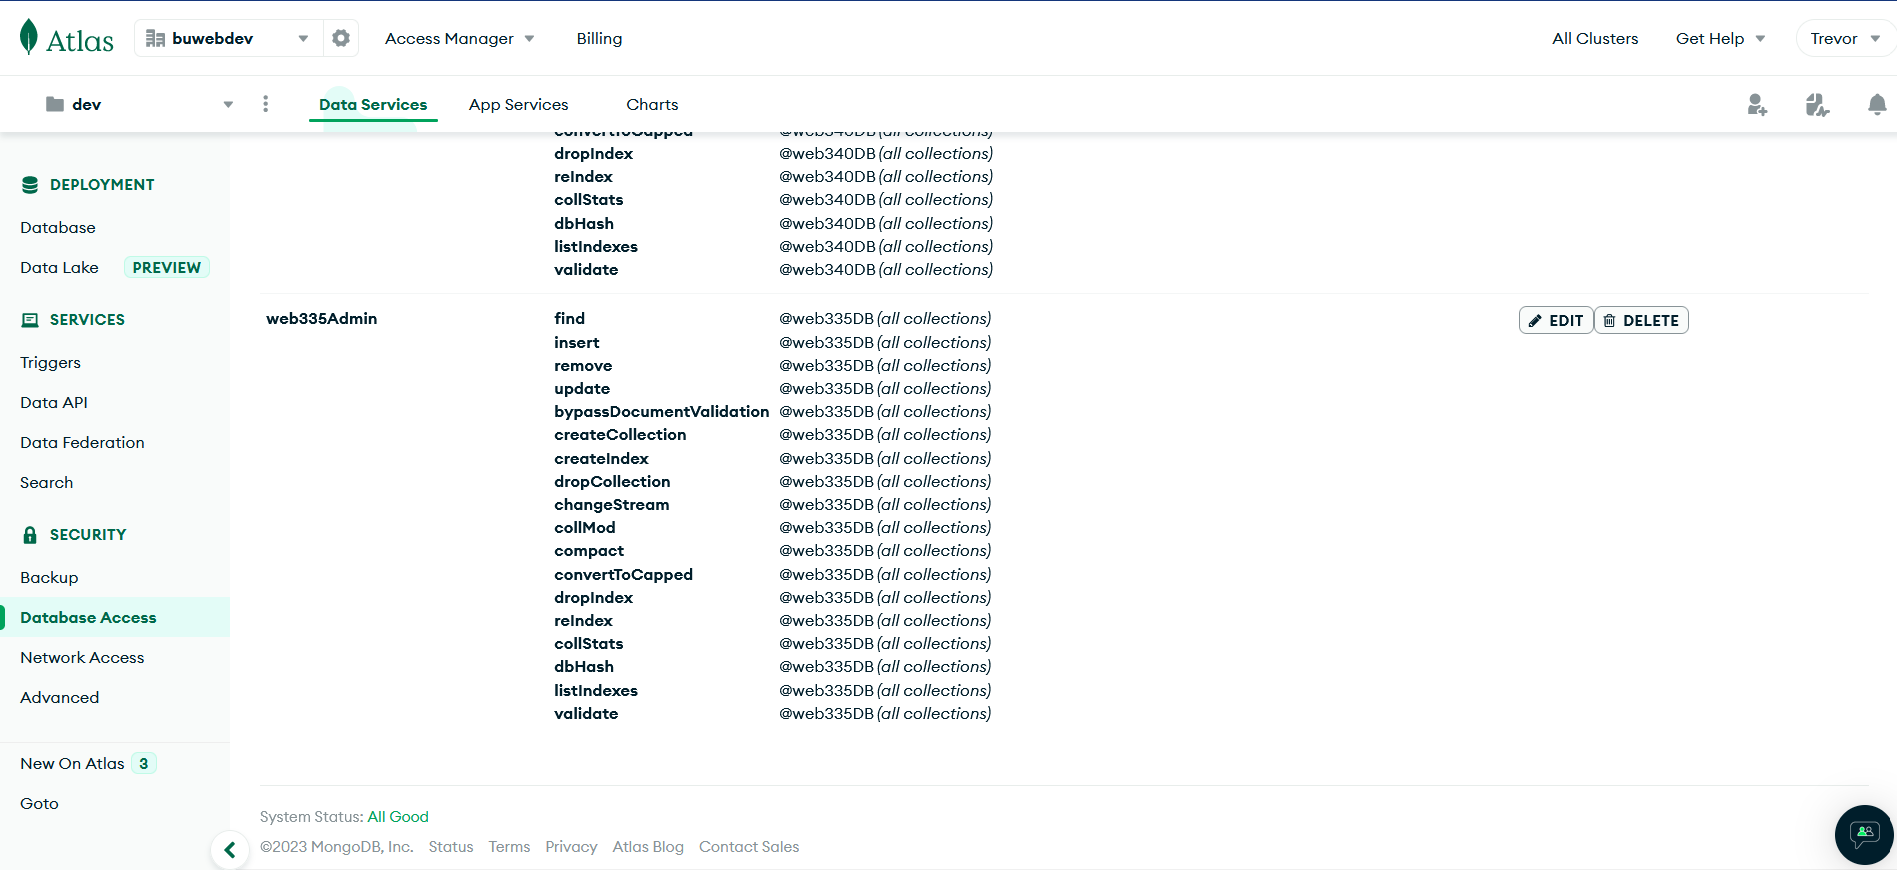 Atlas buwebdev Access Manager Billing All Clusters Get Help Trevor
dev Data Services App Services Charts
convertToCapped @web340DB (all collections)
dropIndex @web340DB (all collections)
DEPLOYMENT reIndex @web340DB (all collections)
collStats @web340DB (all collections)
Database dbHash @web340DB (all collections)
listIndexes @web340DB (all collections)
Data Lake PREVIEW validate @web340DB (all collections)
SERVICES web335Admin find @web335DB (all collections) EDIT DELETE
insert @web335DB (all collections)
Triggers remove @web335DB (all collections)
update @web335DB (all collections)
Data API bypassDocumentValidation @web335DB (all collections)
createCollection @web335DB (all collections)
Data Federation createIndex @web335DB (all collections)
Search dropCollection @web335DB (all collections)
changeStream @web335DB (all collections)
SECURITY collMod @web335DB (all collections)
compact @web335DB (all collections)
Backup convertToCapped @web335DB (all collections)
dropIndex @web335DB (all collections)
Database Access reIndex @web335DB (all collections)
collStats @web335DB (all collections)
Network Access dbHash @web335DB (all collections)
Advanced listIndexes @web335DB (all collections)
validate @web335DB (all collections)
New On Atlas 3
Goto
System Status: All Good
©2023 MongoDB, Inc. Status Terms Privacy Atlas Blog Contact Sales